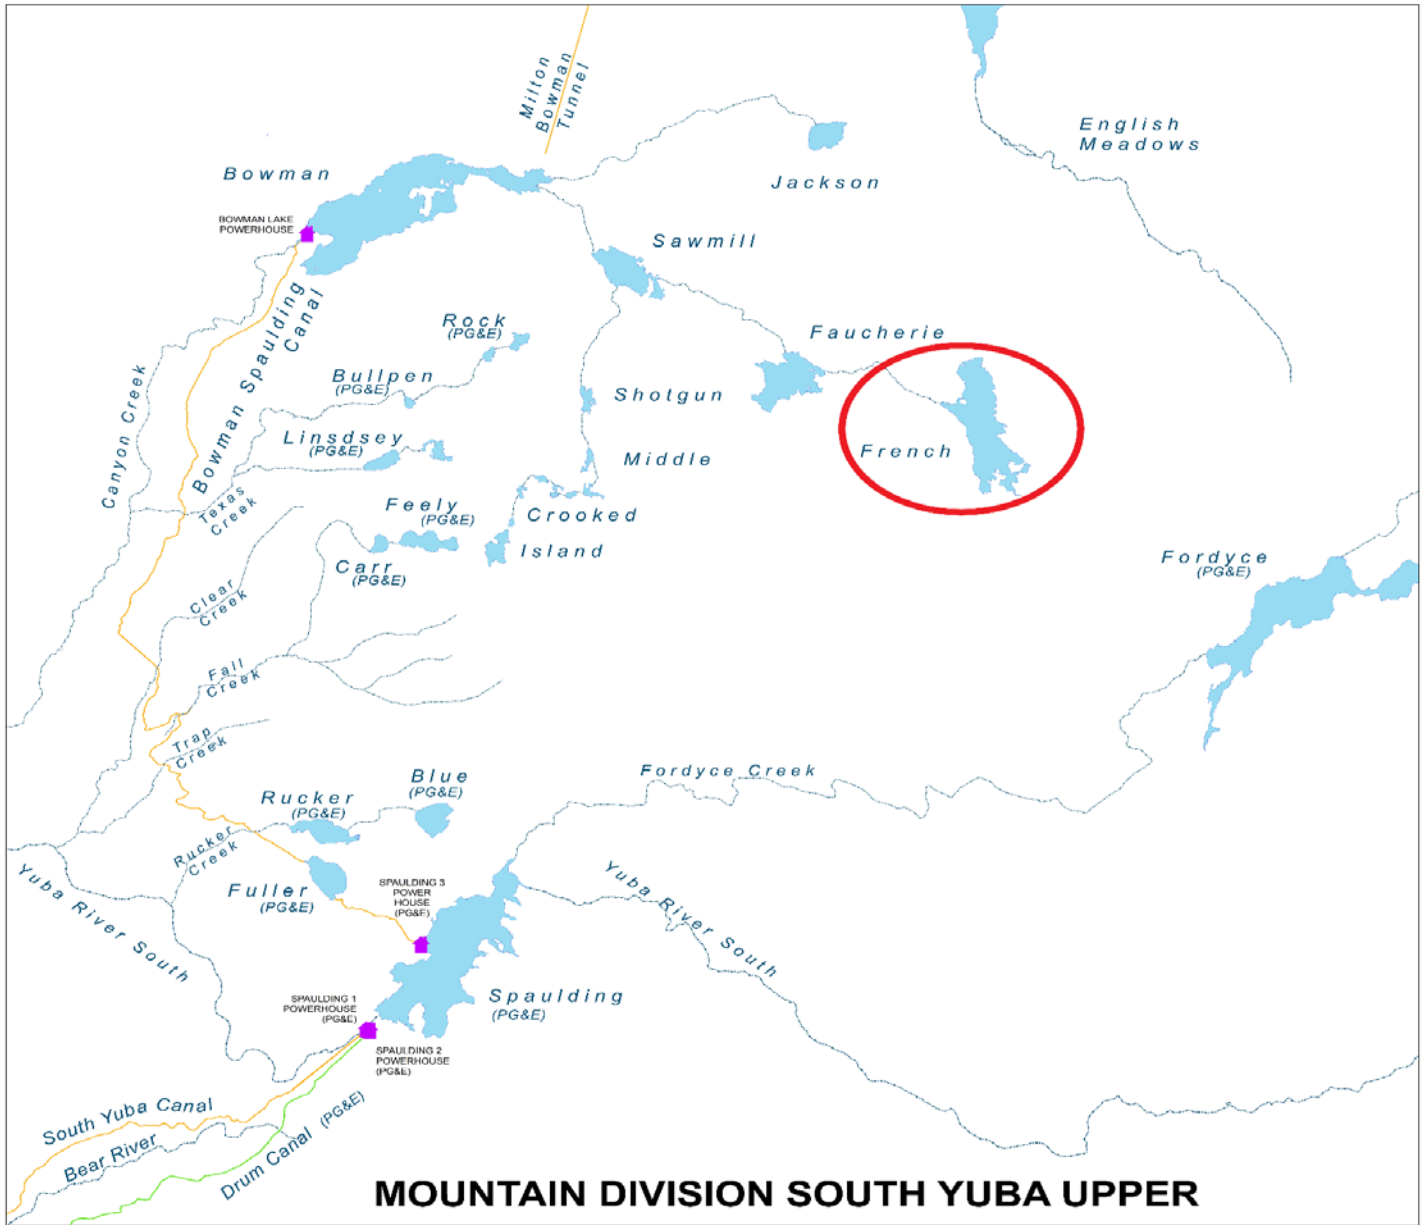 Milton
Bowman
Tunnel
English
Meadows
Bowman
Jackson
BOWMAN LAKE
POWERHOUSE
Sawmill
Bowman Spaulding
Canal
Rock
(PG&E)
Faucherie
Bullpen
(PG&E)
Shotgun
Canyon Creek
Linsdsey
(PG&E)
French
Middle
Texas
Creek
Feely
(PG&E)
Crooked
Island
Carr
(PG&E)
Fordyce
(PG&E)
Clear
Creek
Fall
Creek
Trap
Creek
Fordyce Creek
Blue
(PG&E)
Rucker
(PG&E)
Rucker
Creek
Fuller
(PG&E)
SPAULDING 3
POWER
HOUSE
(PG&E)
Yuba River South
Yuba River South
Spaulding
(PG&E)
SPAULDING 1
POWERHOUSE
(PG&E)
SPAULDING 2
POWERHOUSE
(PG&E)
South Yuba Canal
Bear River
Drum Canal (PG&E)
MOUNTAIN DIVISION SOUTH YUBA UPPER